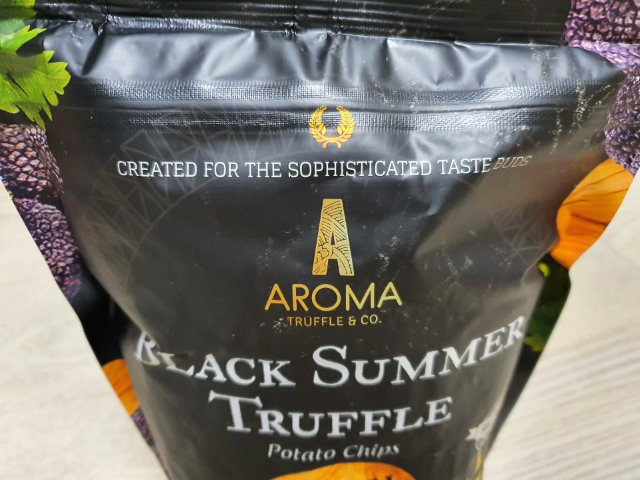 CREATED FOR THE SOPHISTICATED TASTE BUDS
AROMA
TRUFFLE & CO.
BLACK SUMMER
TRUFFLE
Potato Chips